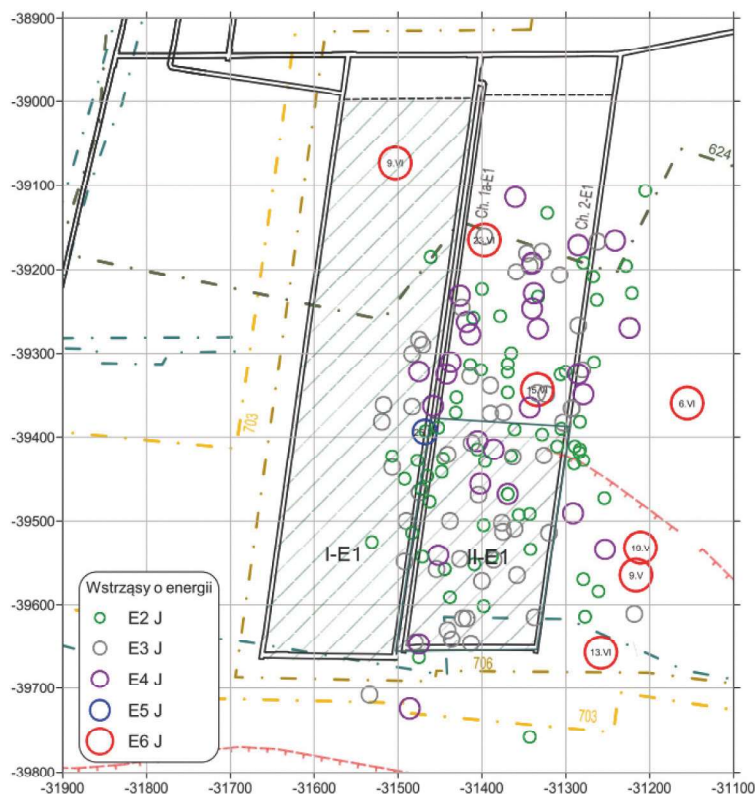 -38900
-39000
-39100
-39200
-39300
-39400
-39500
-39600
-39700
-39800
-31900
-31800
-31700
-31600
-31500
-31400
-31300
-31200
-31100
9.VI
23.VI
15.VI
6.VI
10.V
9.V
13.VI
Ch. 1a-E1
Ch. 2-E1
624
703
706
703
I-E1
II-E1
Wstrząsy o energii
E2 J
E3 J
E4 J
E5 J
E6 J